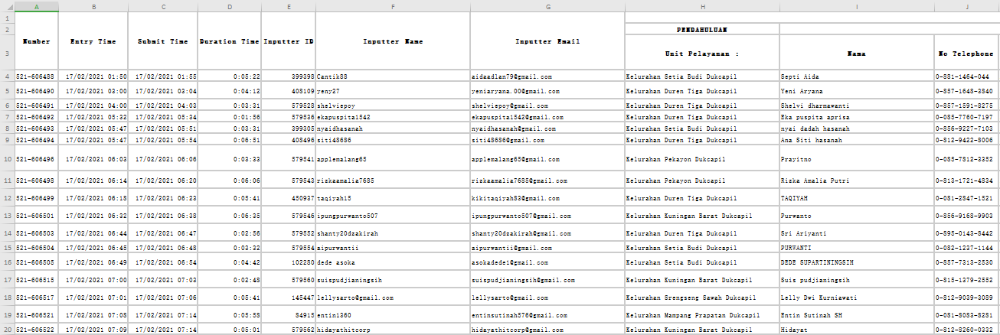 A B C D E F G H I J
1
2 PENDAHULUAN
Number Entry Time Submit Time Duration Time Inputter ID Inputter Name Inputter Email
3 Unit Pelayanan : Nama No Telephone
4 521-606488 17/02/2021 01:50 17/02/2021 01:55 0:05:22 399398 Cantik88 aidaadlan79@gmail.com Kelurahan Setia Budi Dukcapil Septi Aida 0-881-1464-044
5 521-606490 17/02/2021 03:00 17/02/2021 03:04 0:04:12 408109 yeny27 yeniaryana.00@gmail.com Kelurahan Duren Tiga Dukcapil Yeni Aryana 0-857-1648-3840
6 521-606491 17/02/2021 04:00 17/02/2021 04:03 0:03:31 579528 shelviepoy shelviepoy@gmail.com Kelurahan Duren Tiga Dukcapil Shelvi dharmawanti 0-857-1591-8275
7 521-606492 17/02/2021 05:32 17/02/2021 05:34 0:01:56 579536 ekapuspita1542 ekapuspita1542@gmail.com Kelurahan Duren Tiga Dukcapil Eka puspita aprisa 0-085-7760-7197
8 521-606493 17/02/2021 05:47 17/02/2021 05:51 0:03:31 399305 nyaidhasanah nyaidhasanah@gmail.com Kelurahan Setia Budi Dukcapil nyai dadah hasanah 0-856-9227-7103
9 521-606494 17/02/2021 05:47 17/02/2021 05:54 0:06:51 408496 siti48686 siti48686@gmail.com Kelurahan Duren Tiga Dukcapil Ana Siti hasanah 0-812-9422-8006
10 521-606496 17/02/2021 06:03 17/02/2021 06:06 0:03:33 579541 applemalang65 applemalang65@gmail.com Kelurahan Pekayon Dukcapil Prayitno 0-085-7812-3352
11 521-606498 17/02/2021 06:14 17/02/2021 06:20 0:06:06 579543 rizkaamalia7685 rizkaamalia7685@gmail.com Kelurahan Pekayon Dukcapil Rizka Amalia Putri 0-813-1721-4834
12 521-606499 17/02/2021 06:18 17/02/2021 06:23 0:05:41 450937 taqiyah15 kikitaqiyah83@gmail.com Kelurahan Duren Tiga Dukcapil TAQIYAH 0-081-2847-1521
13 521-606501 17/02/2021 06:32 17/02/2021 06:38 0:06:35 579546 ipungpurwanto507 ipungpurwanto507@gmail.com Kelurahan Kuningan Barat Dukcapil Purwanto 0-856-9168-9903
14 521-606503 17/02/2021 06:44 17/02/2021 06:47 0:02:56 579552 shanty20dzakirah shanty20dzakirah@gmail.com Kelurahan Duren Tiga Dukcapil Sri Ariyanti 0-895-0143-8442
15 521-606504 17/02/2021 06:45 17/02/2021 06:48 0:03:32 579554 aipurwantii aipurwantii@gmail.com Kelurahan Setia Budi Dukcapil PURWANTI 0-082-1237-1144
16 521-606505 17/02/2021 06:49 17/02/2021 06:54 0:04:42 102280 dede asoka asokadede1@gmail.com Kelurahan Setia Budi Dukcapil DEDE SUPARTININGSIH 0-857-7313-2530
17 521-606515 17/02/2021 07:00 17/02/2021 07:03 0:02:48 579560 suispudjianingsih suispudjianingsih@gmail.com Kelurahan Kuningan Barat Dukcapil Suis pudjianingsih 0-815-1379-2552
18 521-606517 17/02/2021 07:01 17/02/2021 07:06 0:05:41 145447 lellysarto@gmail.com lellysarto@gmail.com Kelurahan Srengseng Sawah Dukcapil Lelly Dwi Kurniawati 0-812-9039-3089
19 521-606521 17/02/2021 07:08 17/02/2021 07:14 0:05:58 84915 entin1360 entinsutinah576@gmail.com Kelurahan Mampang Prapatan Dukcapil Entin Sutinah SH 0-081-8083-8281
20 521-606522 17/02/2021 07:09 17/02/2021 07:14 0:05:01 579562 hidayathitcorp hidayathitcorp@gmail.com Kelurahan Kuningan Barat Dukcapil Hidayat 0-812-8260-0332